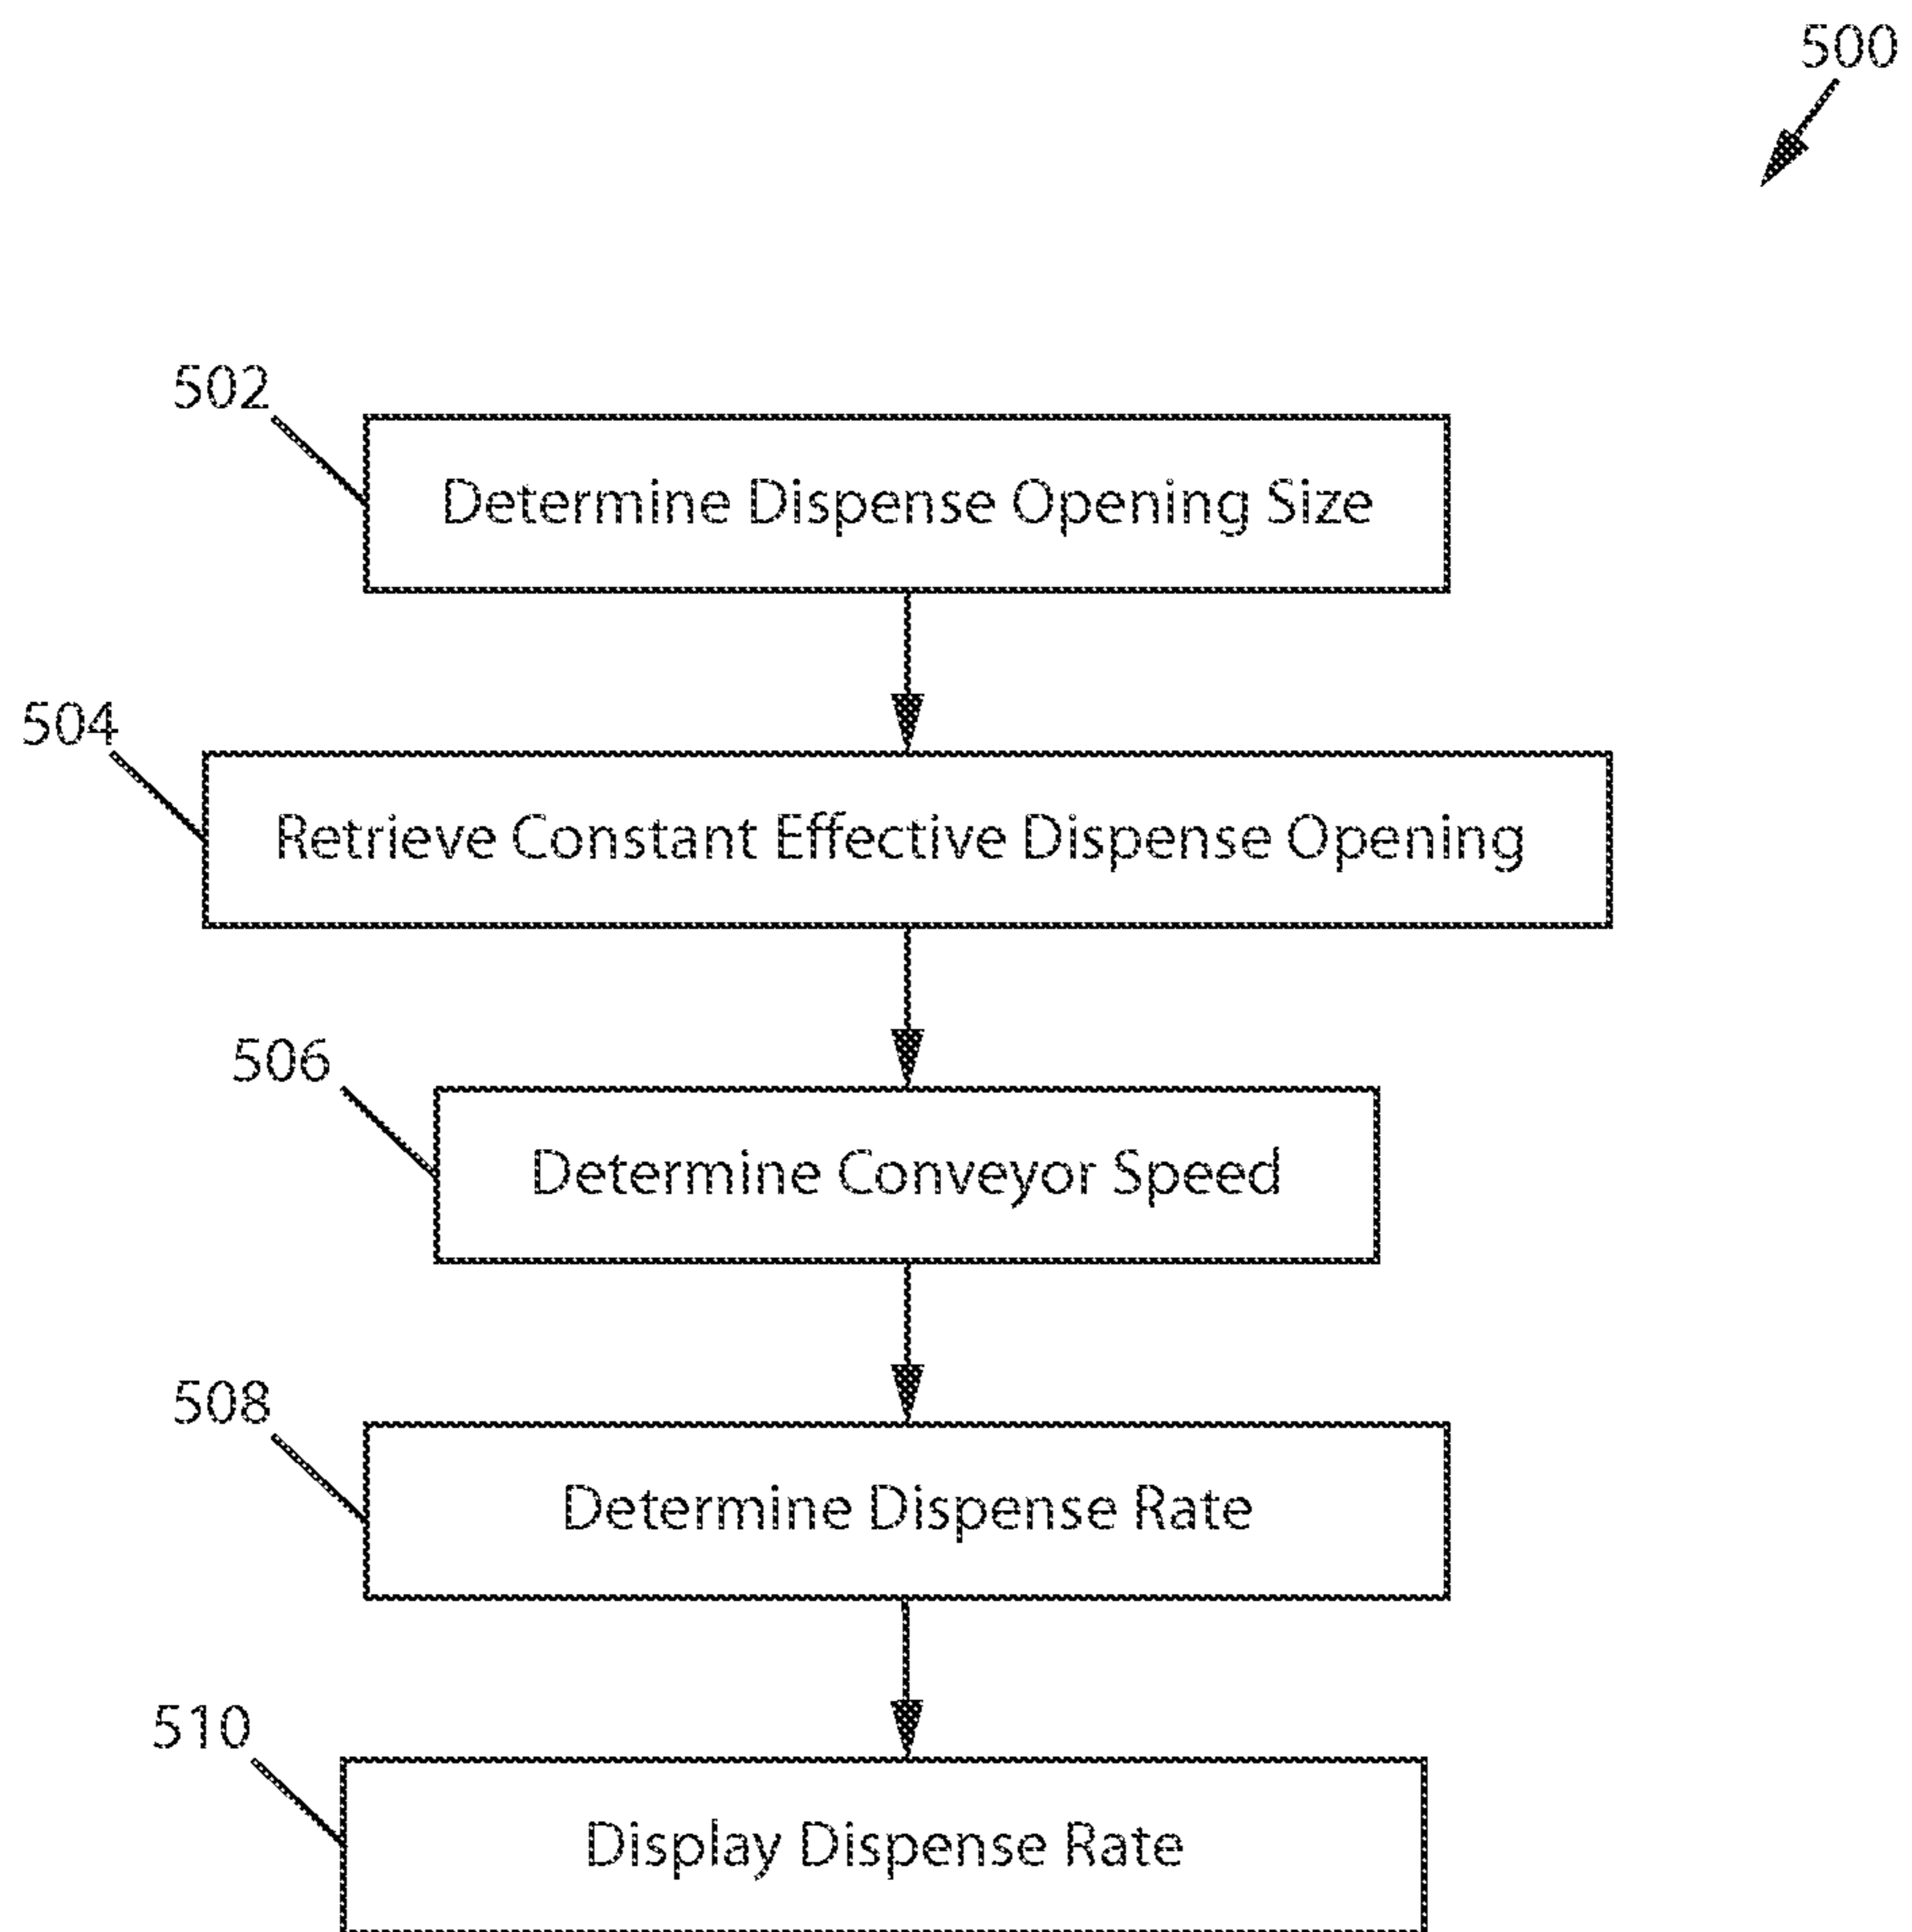 500
502
Determine Dispense Opening Size
504
Retrieve Constant Effective Dispense Opening
506
Determine Conveyor Speed
508
Determine Dispense Rate
510
Display Dispense Rate